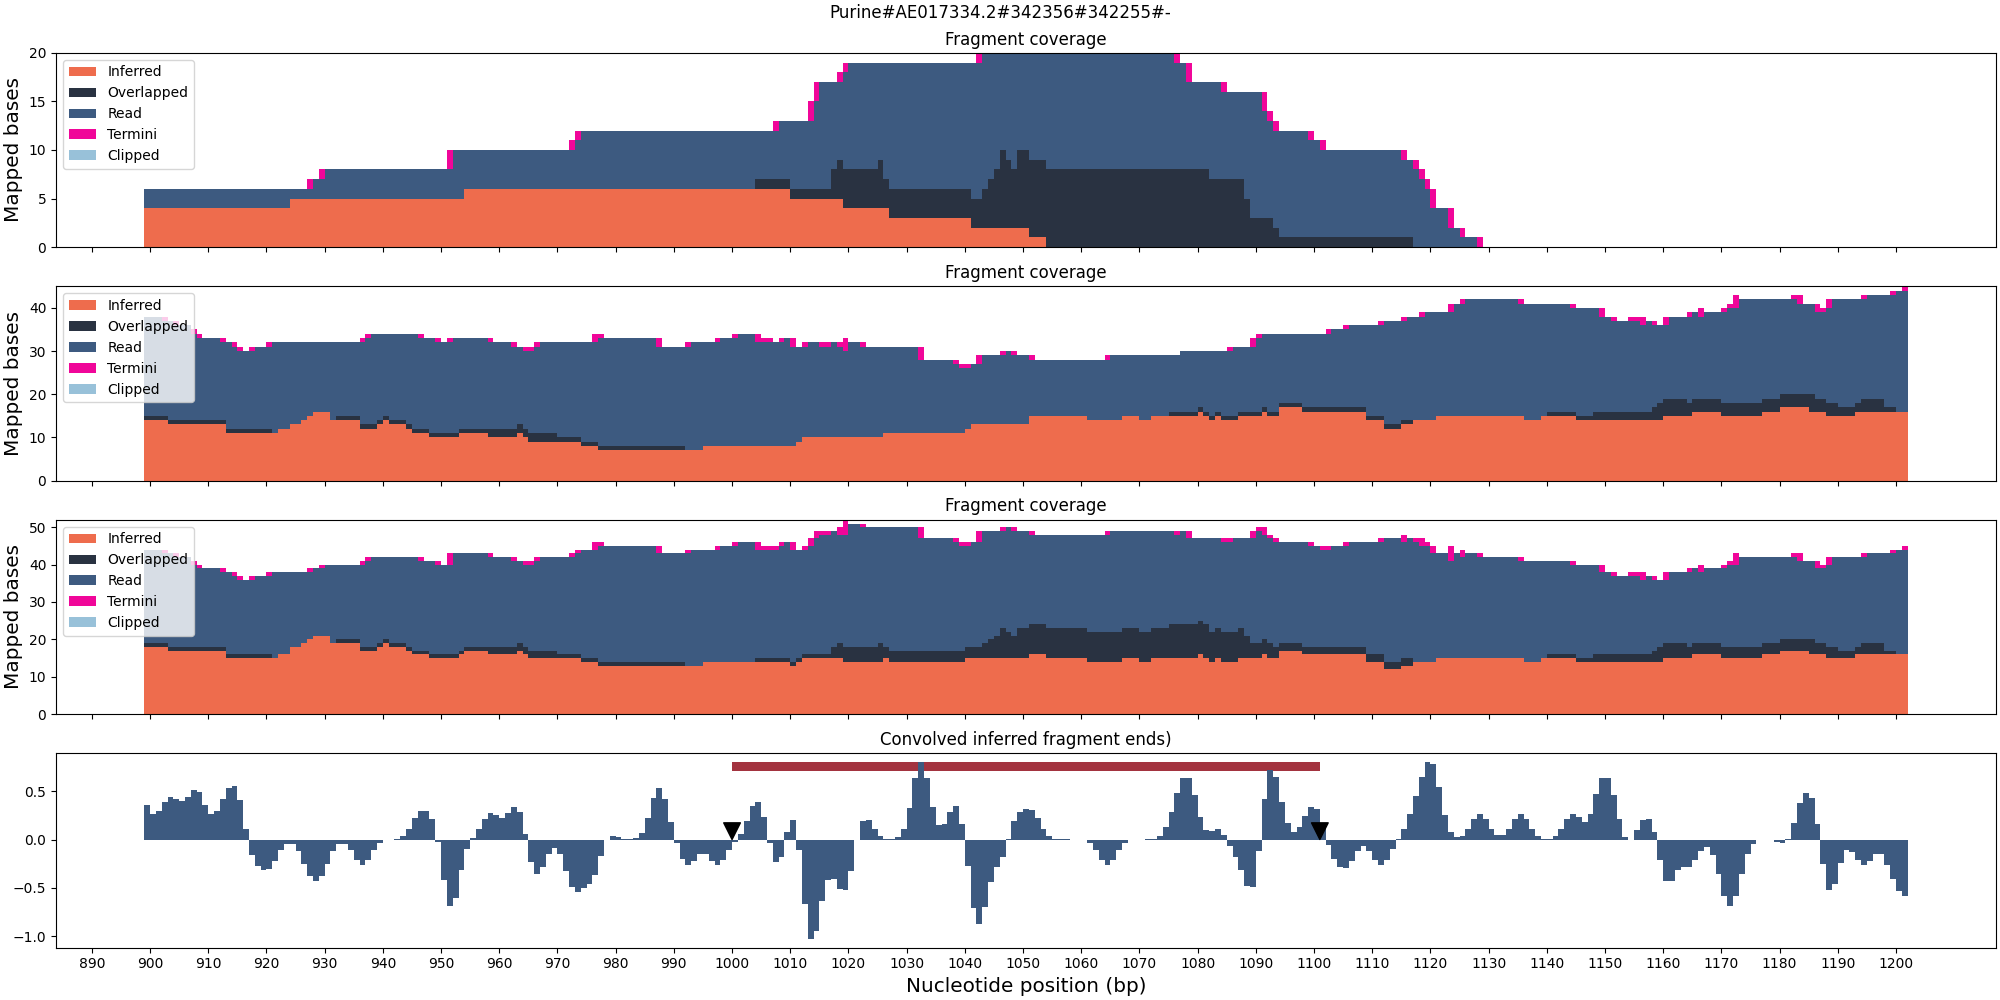 Purine#AE017334.2#342356#342255#-
Fragment coverage
20
15
10
5
0
Mapped bases
Inferred
Overlapped
Read
Termini
Clipped
Fragment coverage
40
30
20
10
0
Mapped bases
Inferred
Overlapped
Read
Termini
Clipped
Fragment coverage
50
40
30
20
10
0
Mapped bases
Inferred
Overlapped
Read
Termini
Clipped
Convolved inferred fragment ends)
0.5
0.0
−0.5
−1.0
890 900 910 920 930 940 950 960 970 980 990 1000 1010 1020 1030 1040 1050 1060 1070 1080 1090 1100 1110 1120 1130 1140 1150 1160 1170 1180 1190 1200
Nucleotide position (bp)